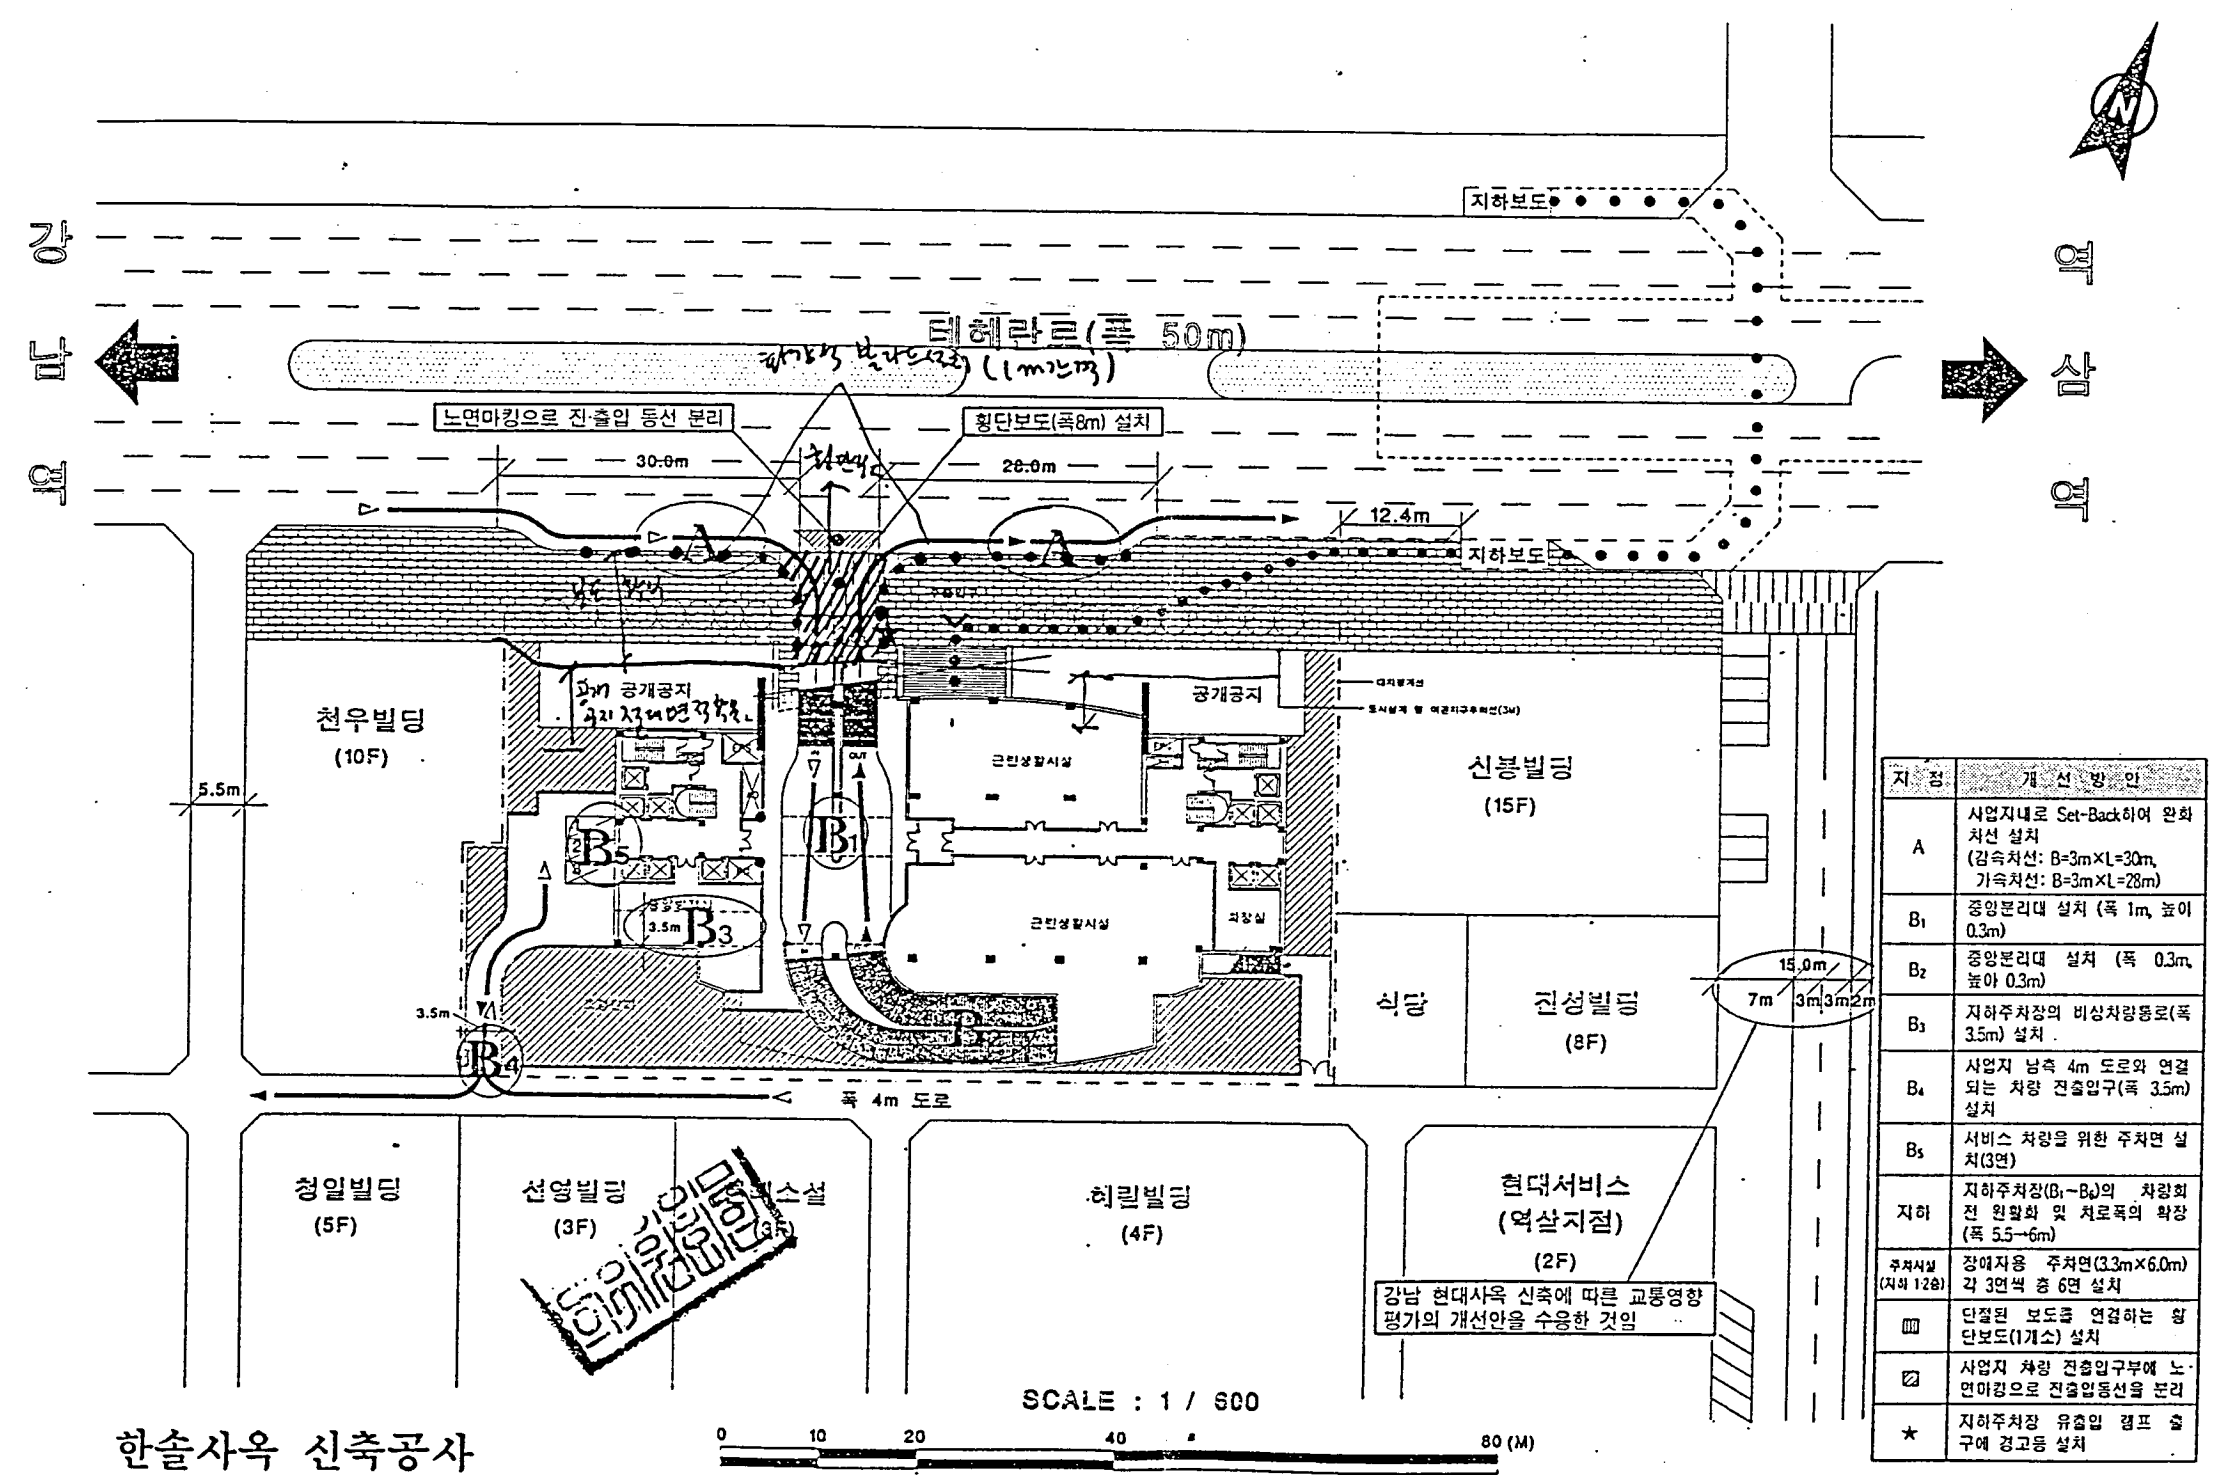 N
지하보도
강남역
역삼역
테헤란로(폭 50m)
(1m간격)
노면마킹으로 진·출입 동선 분리
횡단보도(폭8m) 설치
30.0m
28.0m
12.4m
A
A
지하보도
공개공지
공개공지
대지경계선
천우빌딩
(10F)
5.5m
OUT
근린생활시설
신봉빌딩
(15F)
B1
B5
B3
3.5m
근린생활시설
화장실
식당
진성빌딩
(8F)
15.0m
7m
3m
3m
2m
3.5m
B4
폭 4m 도로
청일빌딩
(5F)
선영빌딩
(3F)
혜림빌딩
(4F)
현대서비스
(역삼지점)
(2F)
강남 현대사옥 신축에 따른 교통영향
평가의 개선안을 수용한 것임
지 점
개 선 방 안
A
사업지내로 Set-Back하여 완화
차선 설치
(감속차선: B=3m×L=30m,
가속차선: B=3m×L=28m)
B₁
중앙분리대 설치 (폭 1m, 높이
0.3m)
B₂
중앙분리대 설치 (폭 0.3m,
높이 0.3m)
B₃
지하주차장의 비상차량통로(폭
3.5m) 설치
B₄
사업지 남측 4m 도로와 연결
되는 차량 진출입구(폭 3.5m)
설치
B₅
서비스 차량을 위한 주차면 설
치(3면)
지하
지하주차장(B₁~B₆)의 차량회
전 원활화 및 차로폭의 확장
(폭 5.5→6m)
주차시설
(지하 1·2층)
장애자용 주차면(3.3m×6.0m)
각 3면씩 총 6면 설치
단절된 보도를 연결하는 횡
단보도(1개소) 설치
사업지 차량 진출입구부에 노
면마킹으로 진출입동선을 분리
★
지하주차장 유출입 램프 출
구에 경고등 설치
한솔사옥 신축공사
SCALE : 1 / 600
0 10 20 40 80 (M)